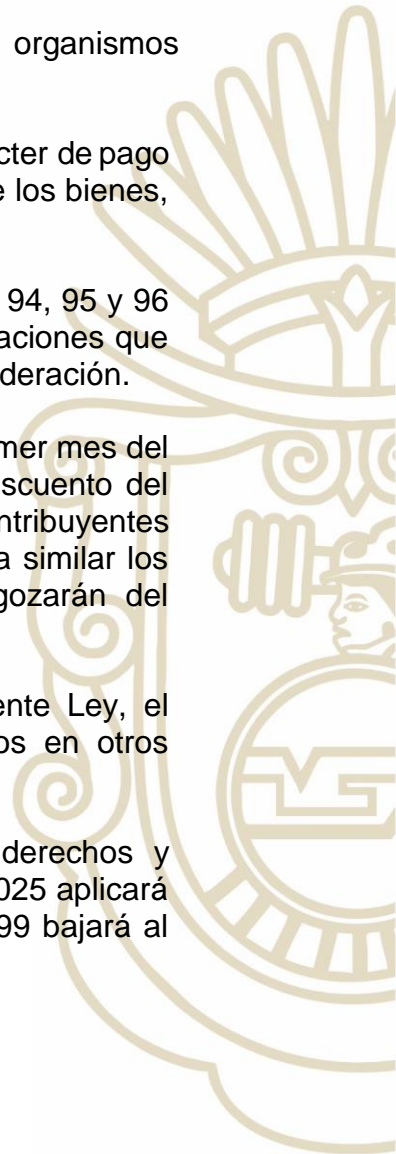 organismos
cter de pago
e los bienes,
94, 95 y 96
aciones que
deración.
mer mes del
scuento del
ntribuyentes
a similar los
gozarán del
ente Ley, el
os en otros
derechos y
025 aplicará
99 bajará al